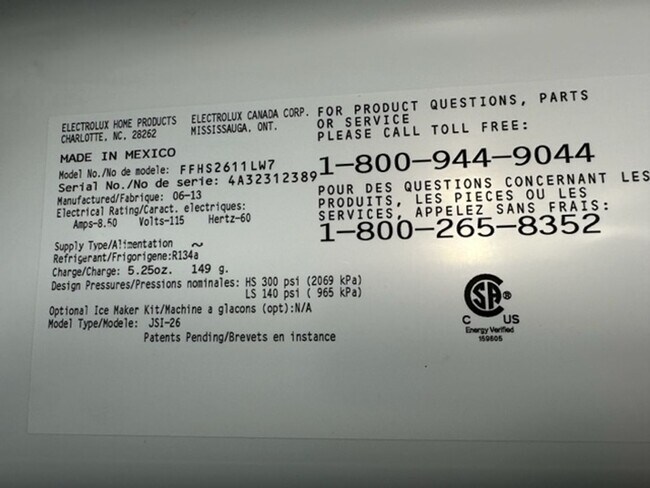 ELECTROLUX HOME PRODUCTS
CHARLOTTE, NC. 28262
ELECTROLUX CANADA CORP.
MISSISSAUGA, ONT.
MADE IN MEXICO
Model No./No de modele: FFHS2611LW7
Serial No./No de serie: 4A32312389
Manufactured/Fabrique: 06-13
Electrical Rating/Caract. electriques:
Amps-8.50 Volts-115 Hertz-60
Supply Type/Alimentation ~
Refrigerant/Frigorigene:R134a
Charge/Charge: 5.25oz. 149 g.
Design Pressures/Pressions nominales: HS 300 psi (2069 kPa)
LS 140 psi ( 965 kPa)
Optional Ice Maker Kit/Machine a glacons (opt):N/A
Model Type/Modele: JSI-26
Patents Pending/Brevets en instance
FOR PRODUCT QUESTIONS, PARTS
OR SERVICE
PLEASE CALL TOLL FREE:
1-800-944-9044
POUR DES QUESTIONS CONCERNANT LES
PRODUITS, LES PIECES OU LES
SERVICES, APPELEZ SANS FRAIS:
1-800-265-8352
SA®
C US
Energy Verified